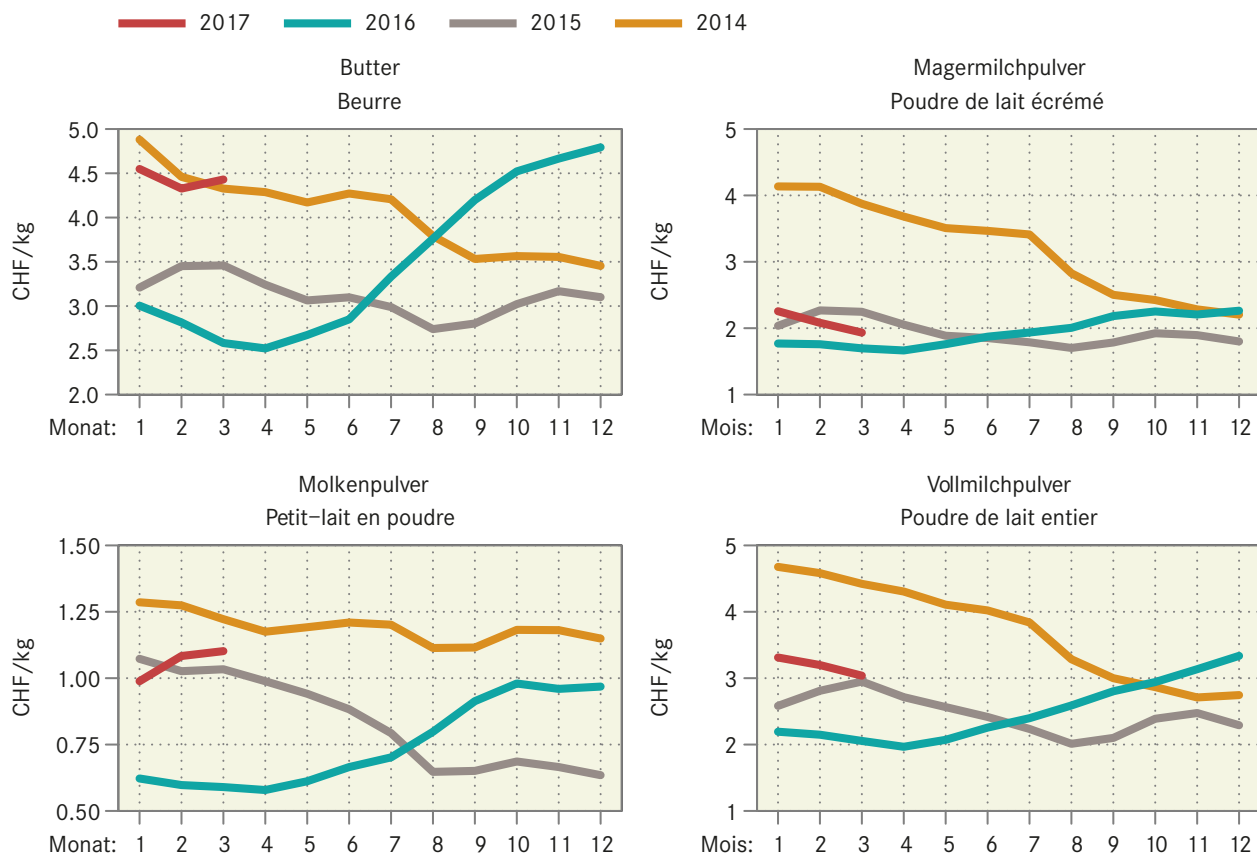 2017 2016 2015 2014
Butter
Beurre
CHF/kg
5.0
4.5
4.0
3.5
3.0
2.5
2.0
Monat: 1 2 3 4 5 6 7 8 9 10 11 12
Magermilchpulver
Poudre de lait écrémé
CHF/kg
5
4
3
2
1
Mois: 1 2 3 4 5 6 7 8 9 10 11 12
Molkenpulver
Petit-lait en poudre
CHF/kg
1.50
1.25
1.00
0.75
0.50
Monat: 1 2 3 4 5 6 7 8 9 10 11 12
Vollmilchpulver
Poudre de lait entier
CHF/kg
5
4
3
2
1
Mois: 1 2 3 4 5 6 7 8 9 10 11 12